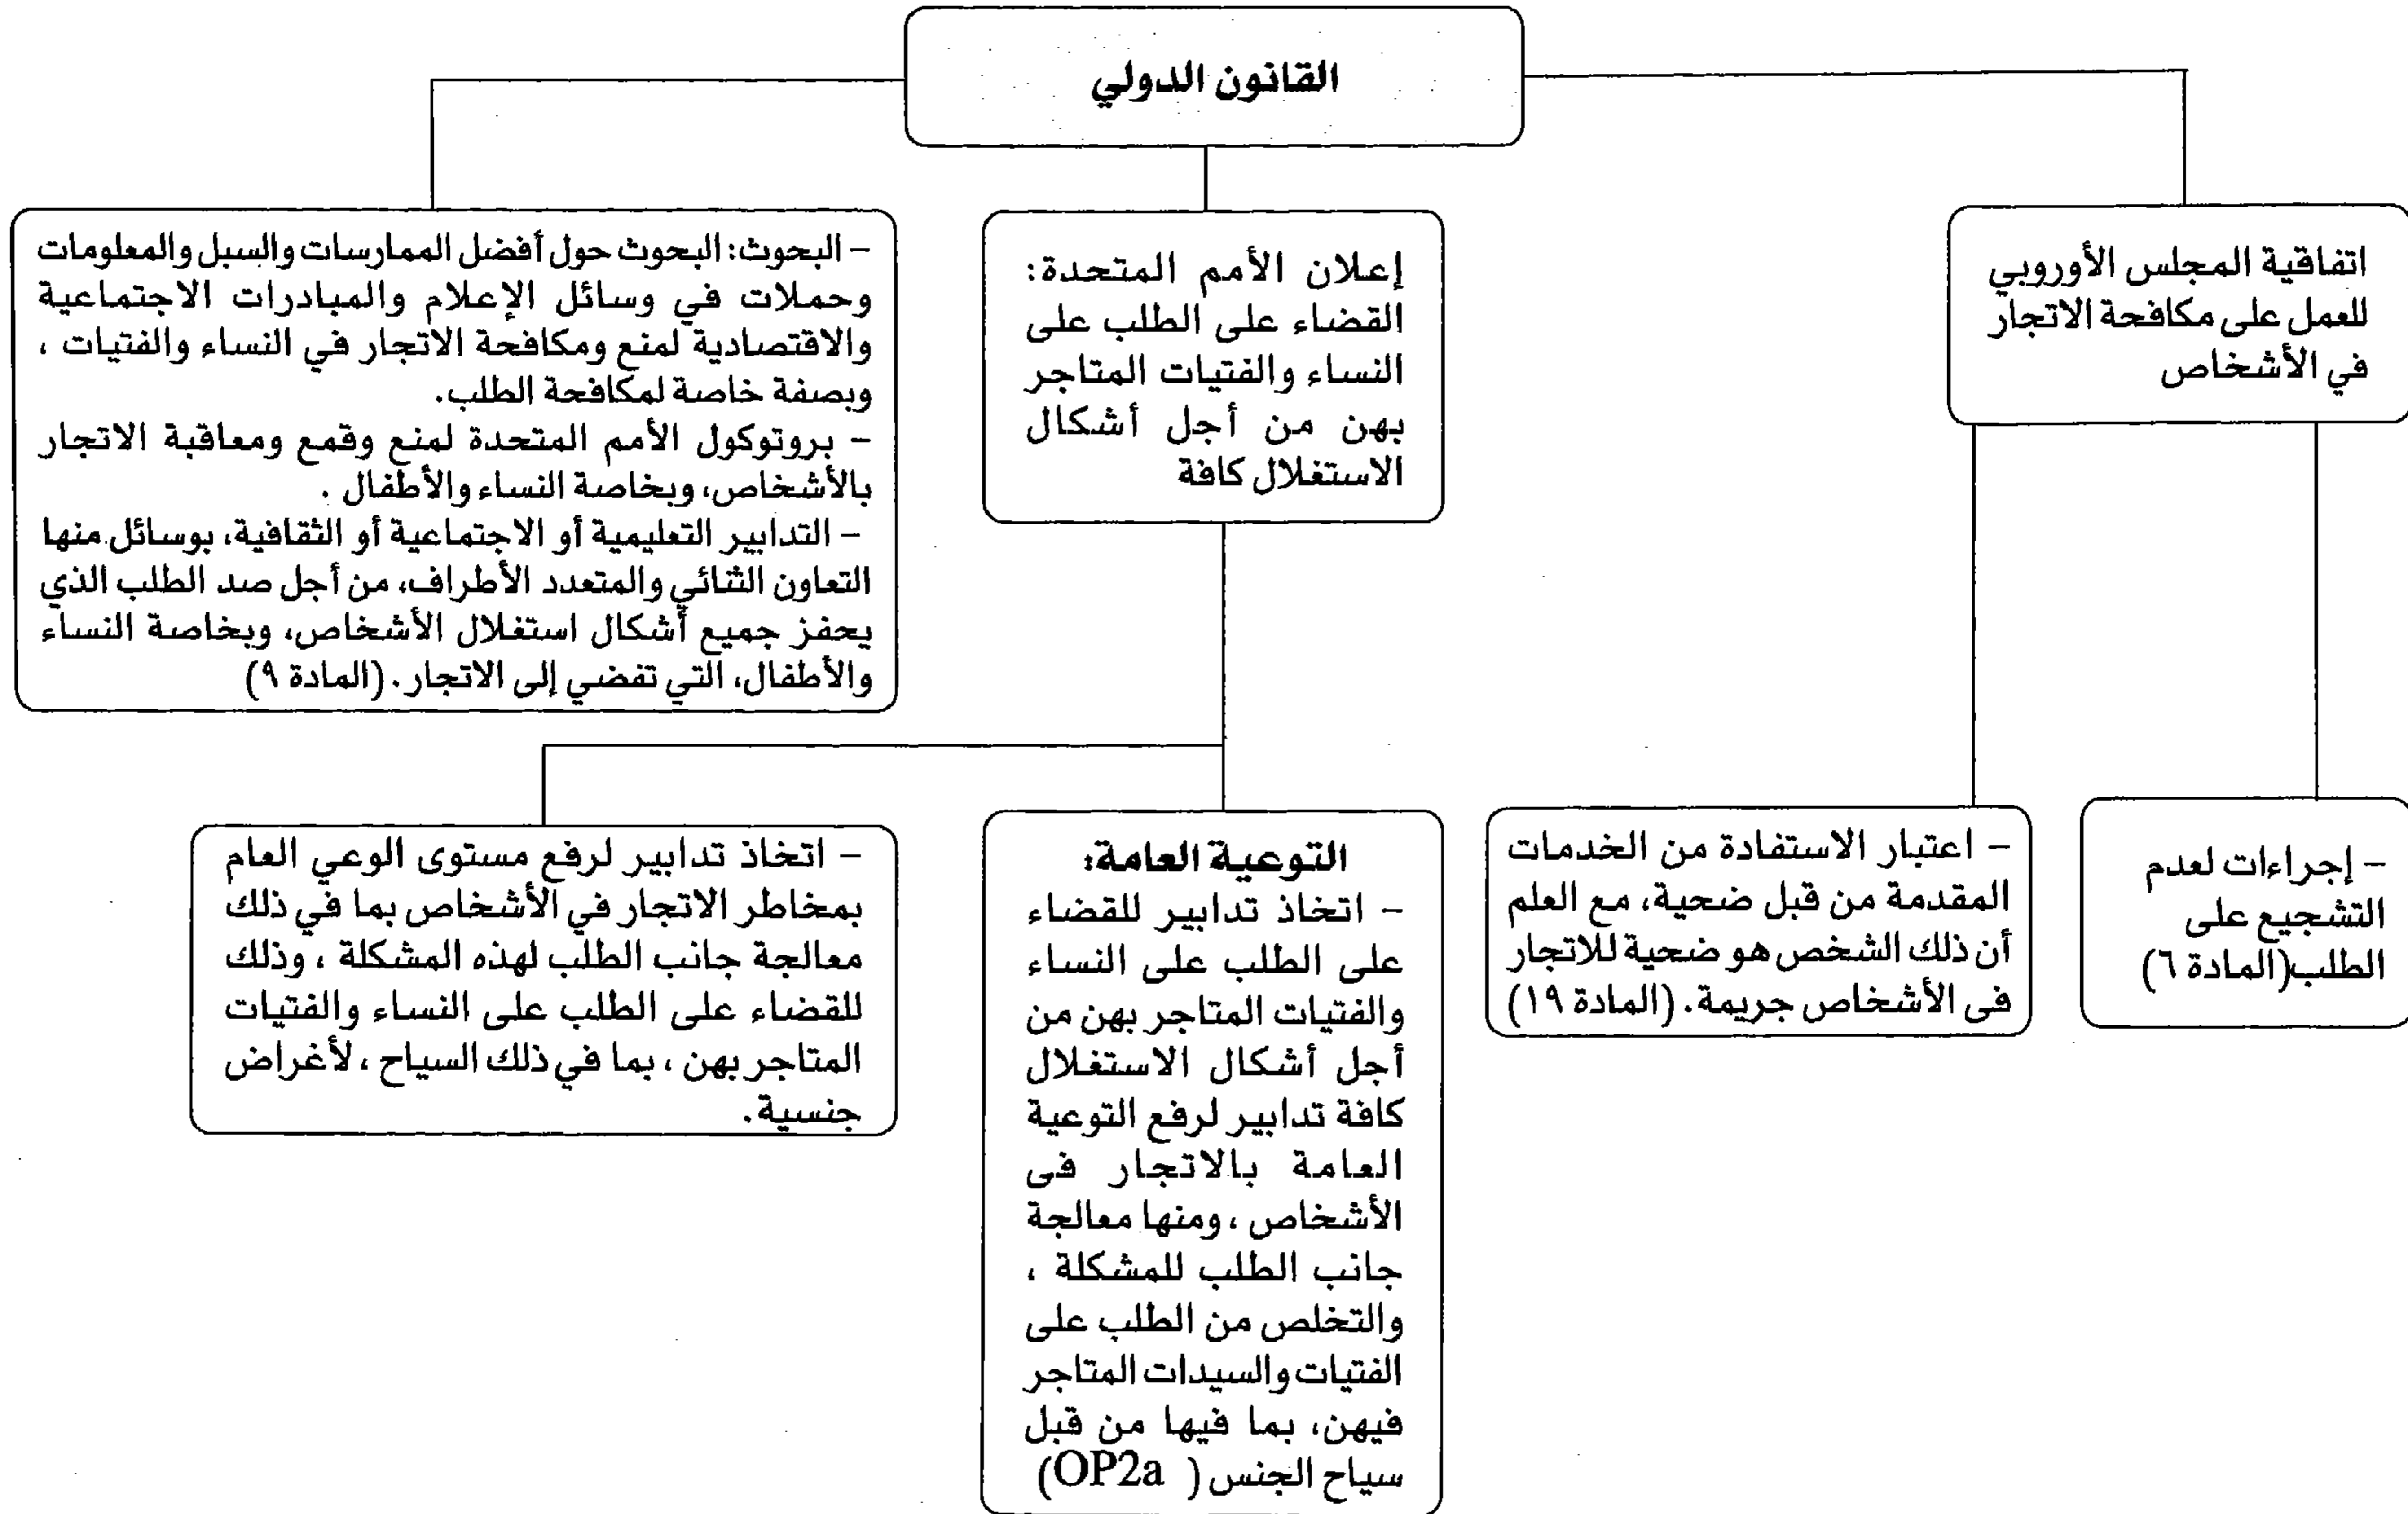 القانون الدولي
اتفاقية المجلس الأوروبي
للعمل على مكافحة الاتجار
في الأشخاص
إعلان الأمم المتحدة:
القضاء على الطلب على
النساء والفتيات المتاجر
بهن من أجل أشكال
الاستغلال كافة
– البحوث: البحوث حول أفضل الممارسات والسبل والمعلومات
وحملات في وسائل الإعلام والمبادرات الاجتماعية
والاقتصادية لمنع ومكافحة الاتجار في النساء والفتيات ،
وبصفة خاصة لمكافحة الطلب.
– بروتوكول الأمم المتحدة لمنع وقمع ومعاقبة الاتجار
بالأشخاص، وبخاصة النساء والأطفال .
– التدابير التعليمية أو الاجتماعية أو الثقافية، بوسائل منها
التعاون الثنائي والمتعدد الأطراف، من أجل صد الطلب الذي
يحفز جميع أشكال استغلال الأشخاص، وبخاصة النساء
والأطفال، التي تفضي إلى الاتجار. (المادة ٩)
– إجراءات لعدم
التشجيع على
الطلب(المادة ٦)
– اعتبار الاستفادة من الخدمات
المقدمة من قبل ضحية، مع العلم
أن ذلك الشخص هو ضحية للاتجار
فى الأشخاص جريمة. (المادة ١٩)
التوعية العامة:
– اتخاذ تدابير للقضاء
على الطلب على النساء
والفتيات المتاجر بهن من
أجل أشكال الاستغلال
كافة تدابير لرفع التوعية
العامة بالاتجار فى
الأشخاص ، ومنها معالجة
جانب الطلب للمشكلة ،
والتخلص من الطلب على
الفتيات والسيدات المتاجر
فيهن، بما فيها من قبل
سياح الجنس ( OP2a)
– اتخاذ تدابير لرفع مستوى الوعي العام
بمخاطر الاتجار في الأشخاص بما في ذلك
معالجة جانب الطلب لهذه المشكلة ، وذلك
للقضاء على الطلب على النساء والفتيات
المتاجر بهن ، بما في ذلك السياح ، لأغراض
جنسية.